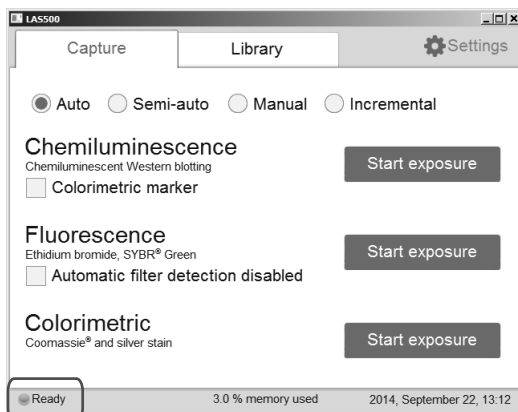 LAS500
Capture Library Settings
Auto Semi-auto Manual Incremental
Chemiluminescence
Chemiluminescent Western blotting
Start exposure
Colorimetric marker
Fluorescence
Ethidium bromide, SYBR® Green
Start exposure
Automatic filter detection disabled
Colorimetric
Coomassie® and silver stain
Start exposure
Ready 3.0 % memory used 2014, September 22, 13:12